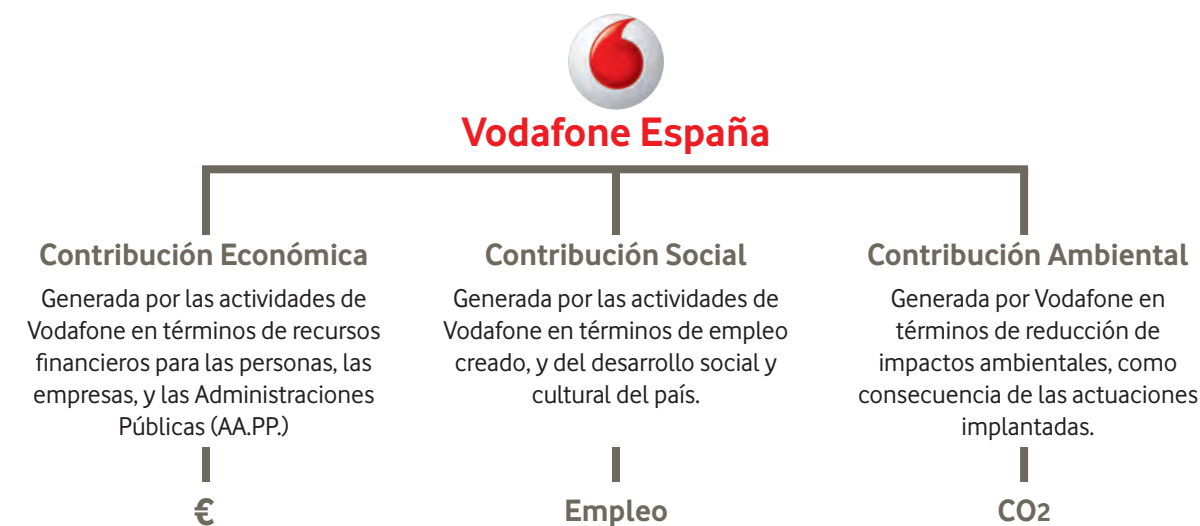 Vodafone España
Contribución Económica
Generada por las actividades de
Vodafone en términos de recursos
financieros para las personas, las
empresas, y las Administraciones
Públicas (AA.PP.)
€
Contribución Social
Generada por las actividades de
Vodafone en términos de empleo
creado, y del desarrollo social y
cultural del país.
Empleo
Contribución Ambiental
Generada por Vodafone en
términos de reducción de
impactos ambientales, como
consecuencia de las actuaciones
implantadas.
CO2